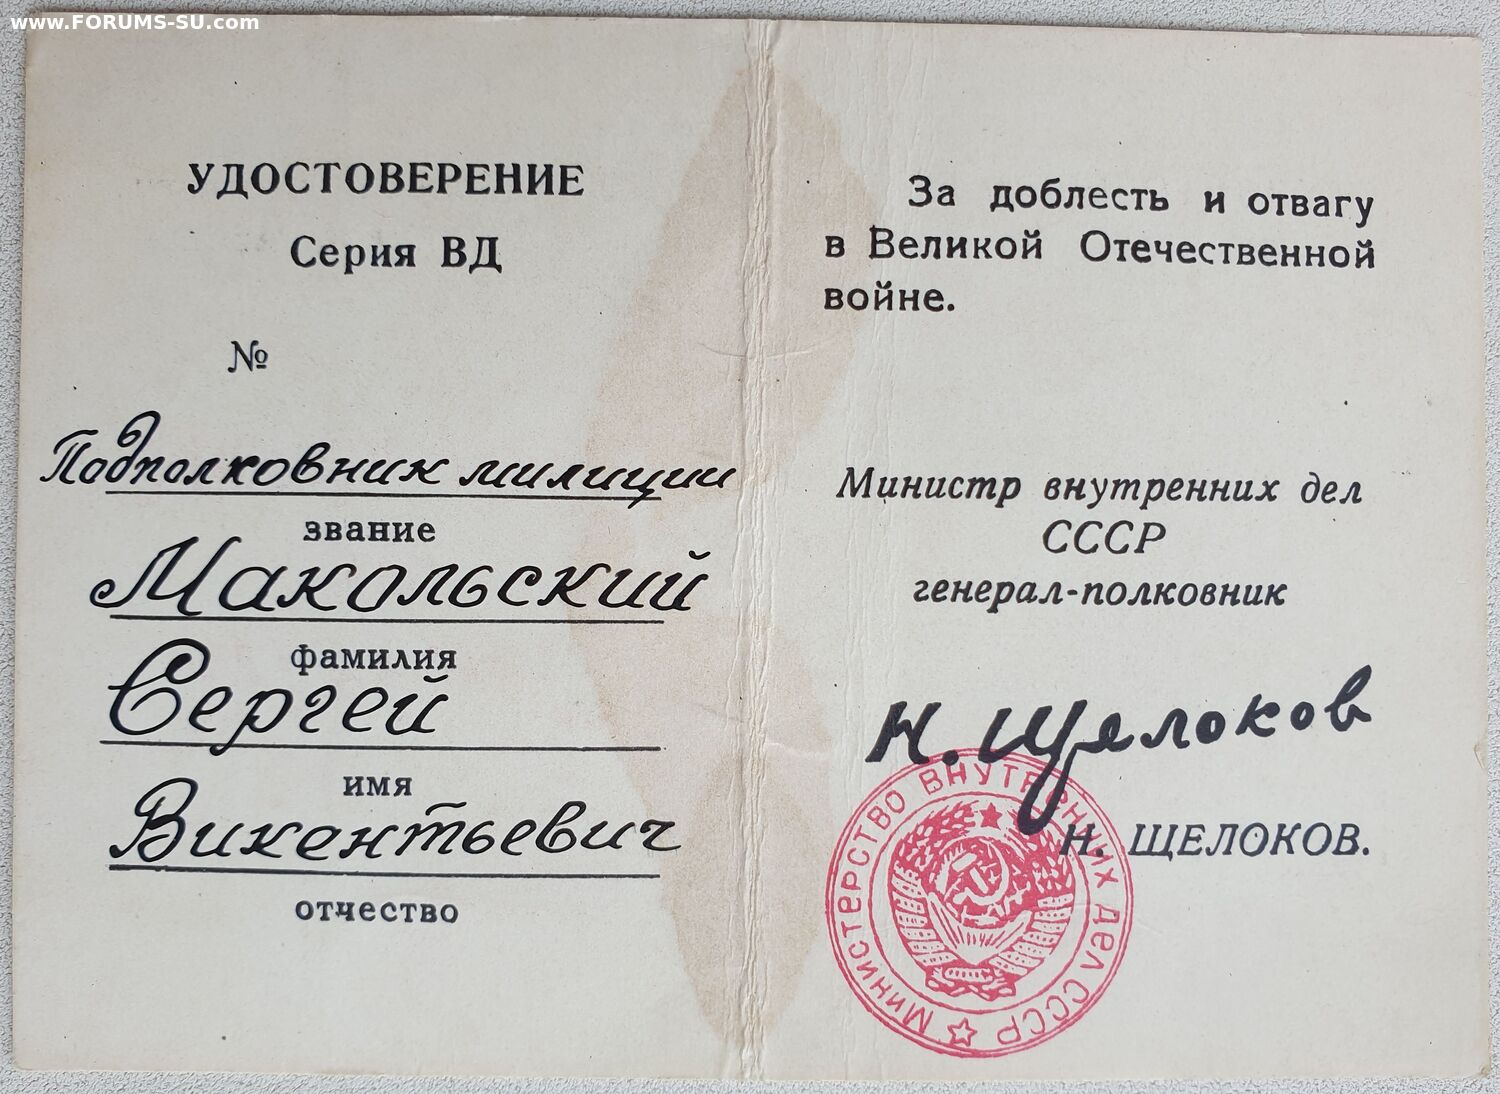 www.FORUMS-SU.com
УДОСТОВЕРЕНИЕ
Серия ВД
№
Подполковник милиции
звание
Макольский
фамилия
Сергей
имя
Викентьевич
отчество
За доблесть и отвагу
в Великой Отечественной
войне.
Министр внутренних дел
СССР
генерал-полковник
Н. Щелоков
Н. ЩЕЛОКОВ.
МИНИСТЕРСТВО ВНУТРЕННИХ ДЕЛ СССР